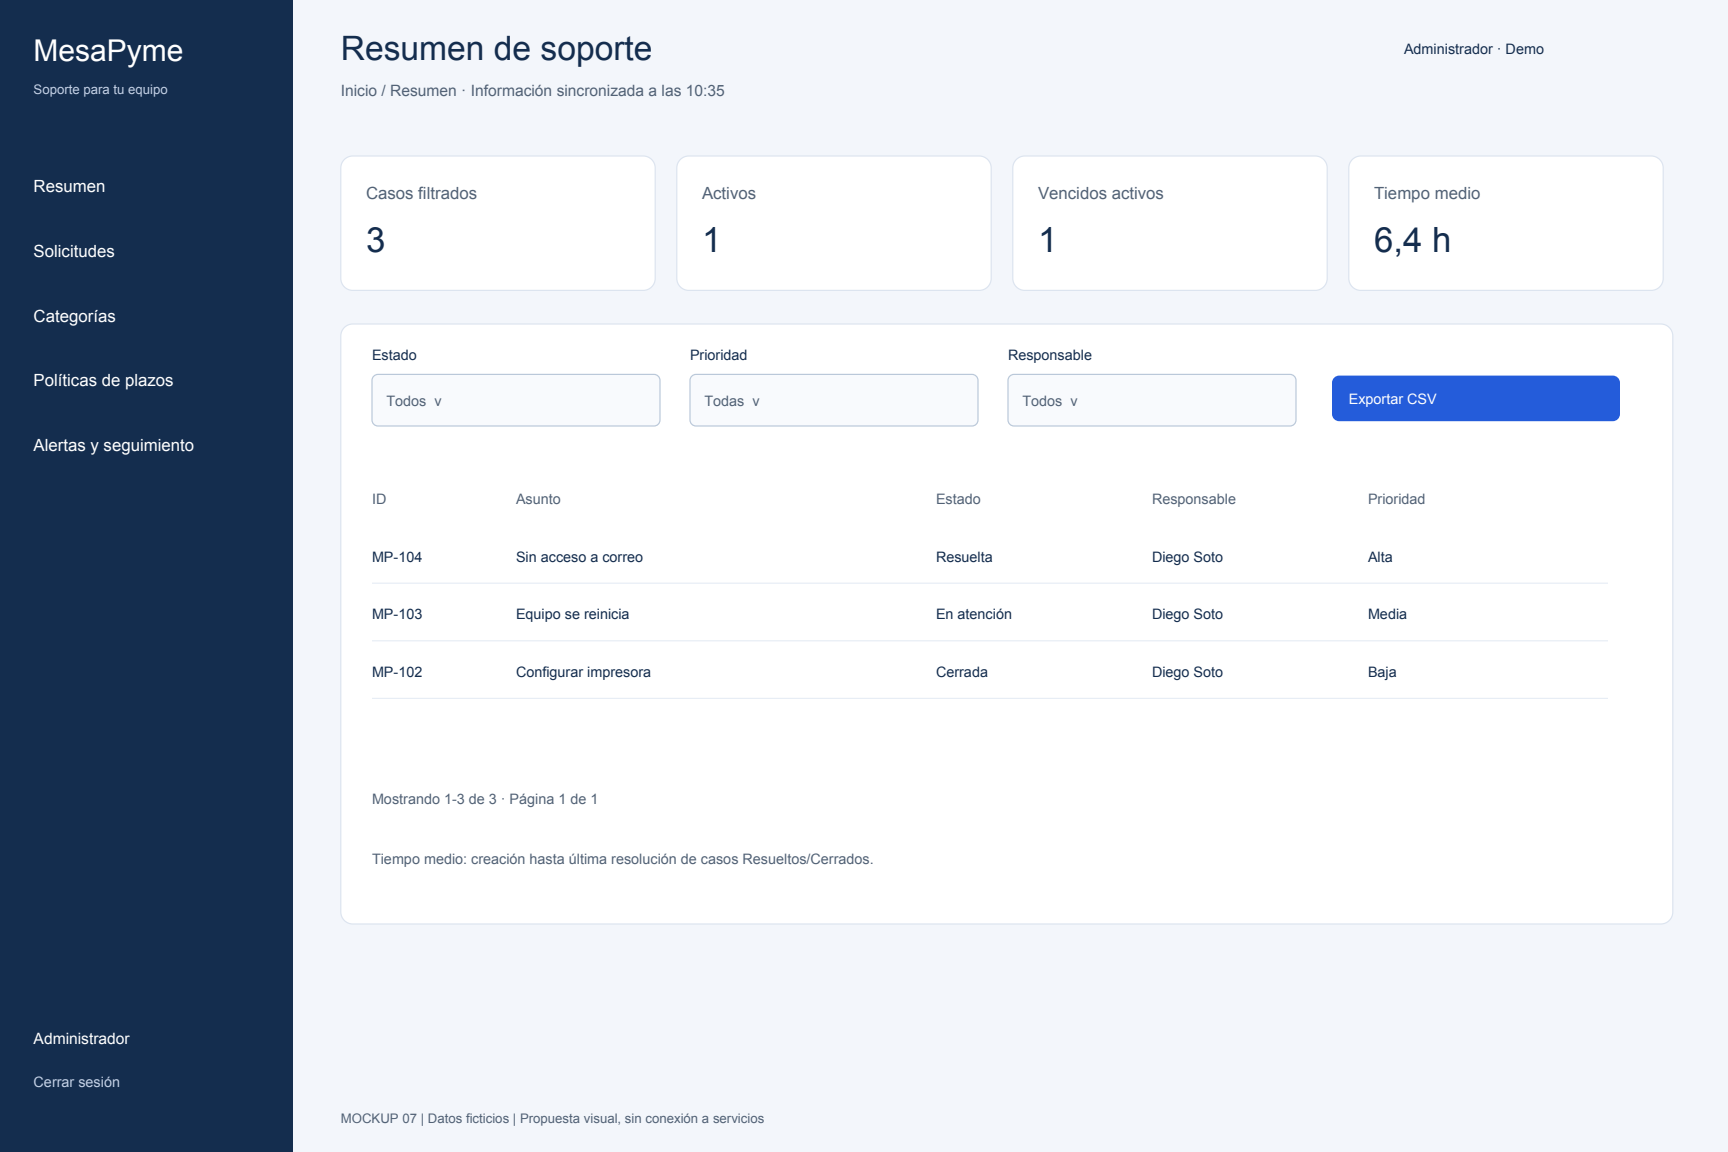 MesaPyme
Soporte para tu equipo
Resumen
Solicitudes
Categorías
Políticas de plazos
Alertas y seguimiento
Administrador
Cerrar sesión
Resumen de soporte
Administrador · Demo
Inicio / Resumen · Información sincronizada a las 10:35
Casos filtrados
3
Activos
1
Vencidos activos
1
Tiempo medio
6,4 h
Estado
Todos v
Prioridad
Todas v
Responsable
Todos v
Exportar CSV
ID Asunto Estado Responsable Prioridad
MP-104 Sin acceso a correo Resuelta Diego Soto Alta
MP-103 Equipo se reinicia En atención Diego Soto Media
MP-102 Configurar impresora Cerrada Diego Soto Baja
Mostrando 1-3 de 3 · Página 1 de 1
Tiempo medio: creación hasta última resolución de casos Resueltos/Cerrados.
MOCKUP 07 | Datos ficticios | Propuesta visual, sin conexión a servicios